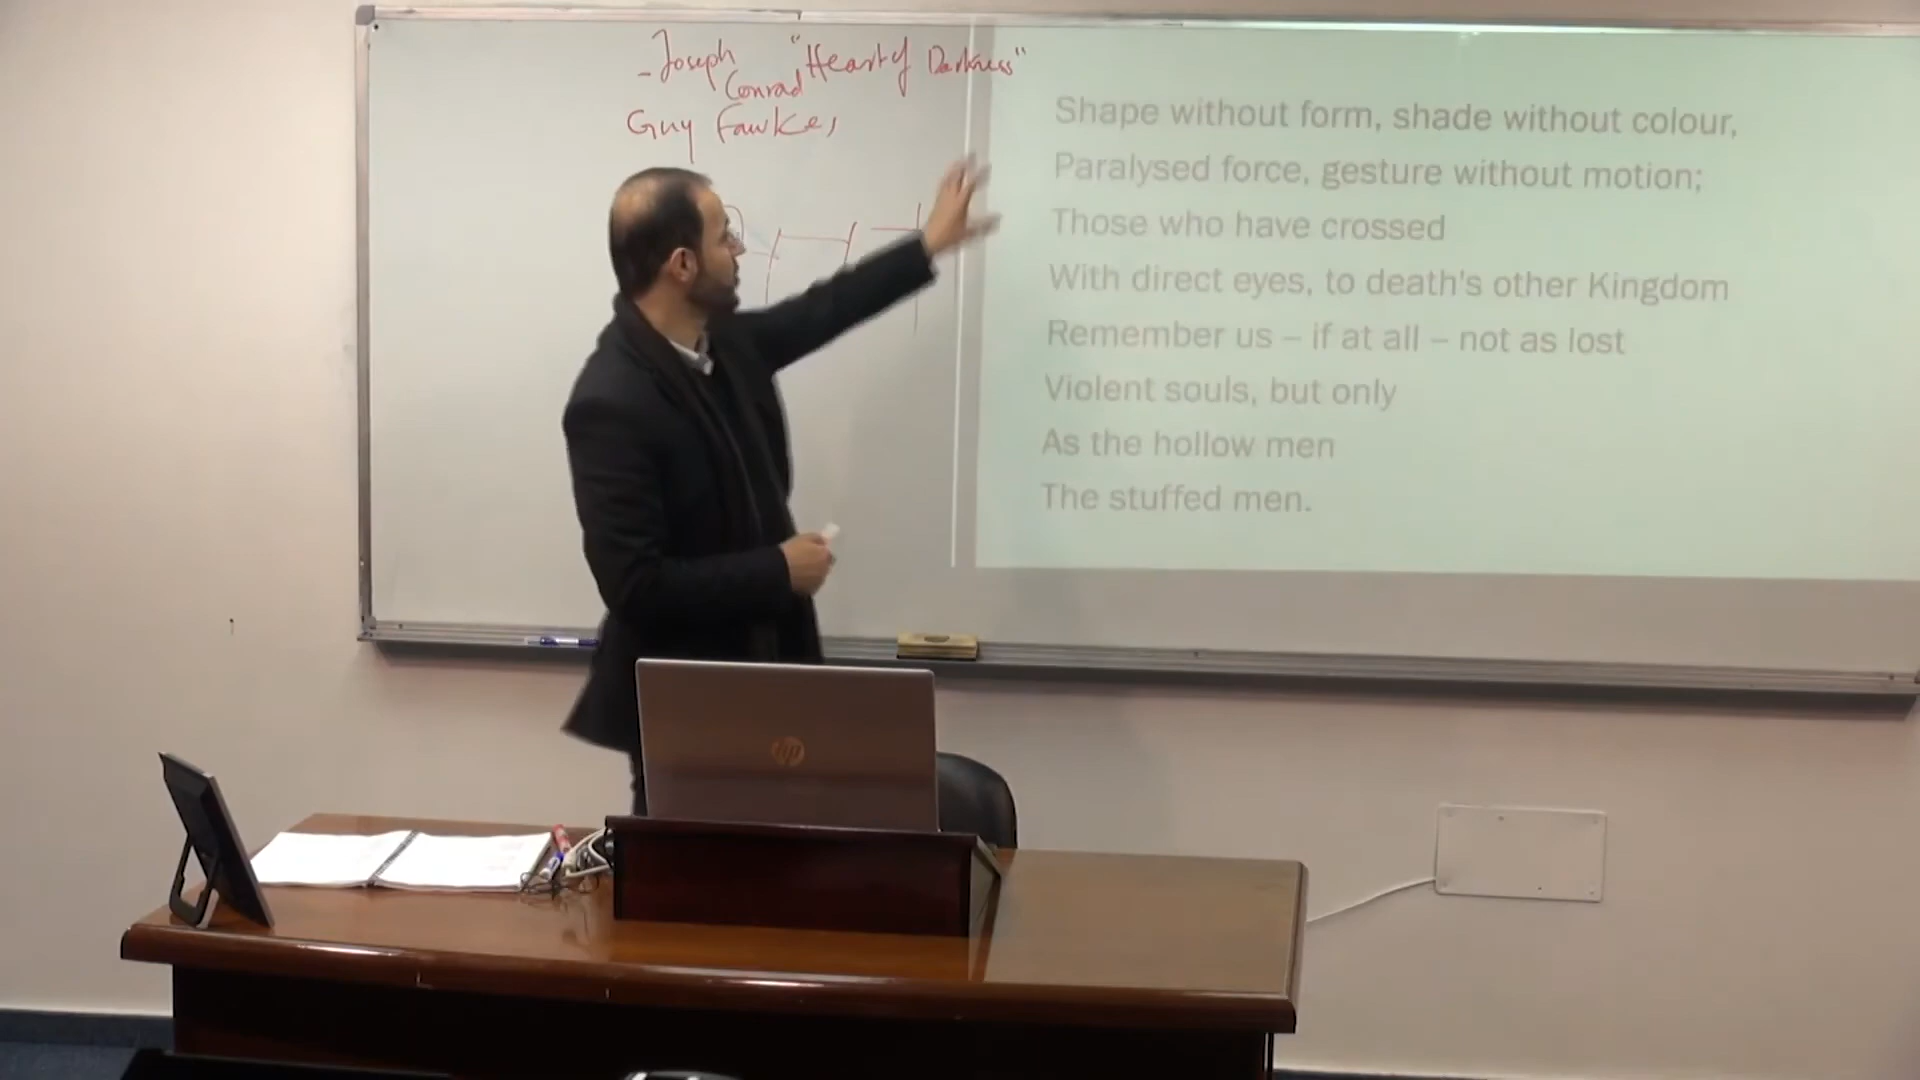 - Joseph "Heart of Darkness"
Conrad
Guy Fawkes
Shape without form, shade without colour,
Paralysed force, gesture without motion;
Those who have crossed
With direct eyes, to death's other Kingdom
Remember us – if at all – not as lost
Violent souls, but only
As the hollow men
The stuffed men.
hp